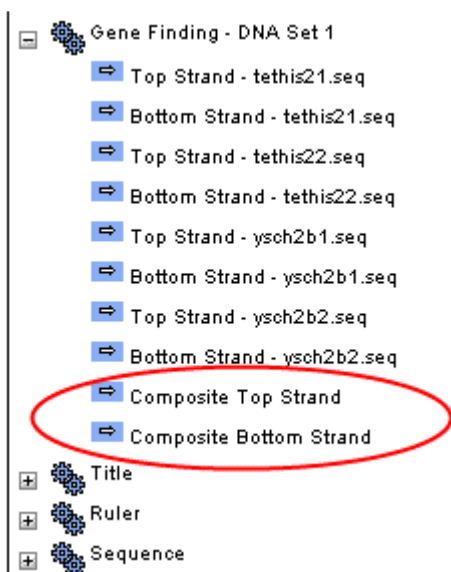 Gene Finding - DNA Set 1
Top Strand - tethis21.seq
Bottom Strand - tethis21.seq
Top Strand - tethis22.seq
Bottom Strand - tethis22.seq
Top Strand - ysch2b1.seq
Bottom Strand - ysch2b1.seq
Top Strand - ysch2b2.seq
Bottom Strand - ysch2b2.seq
Composite Top Strand
Composite Bottom Strand
Title
Ruler
Sequence